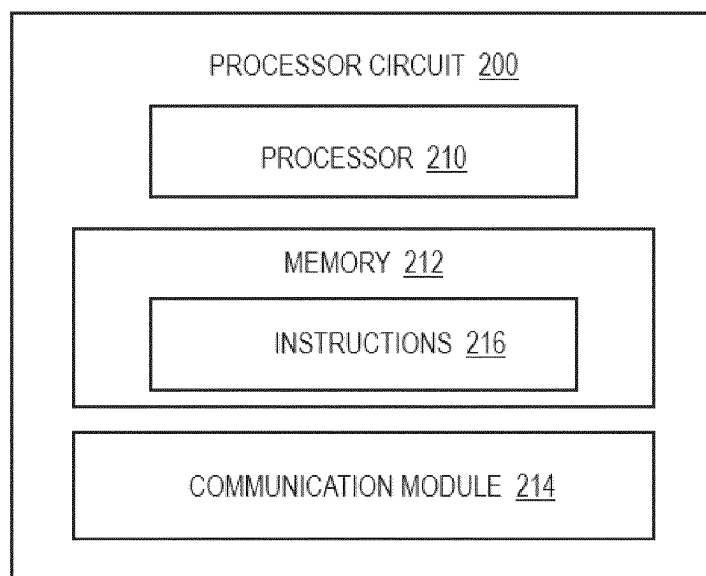 PROCESSOR CIRCUIT 200
PROCESSOR 210
MEMORY 212
INSTRUCTIONS 216
COMMUNICATION MODULE 214